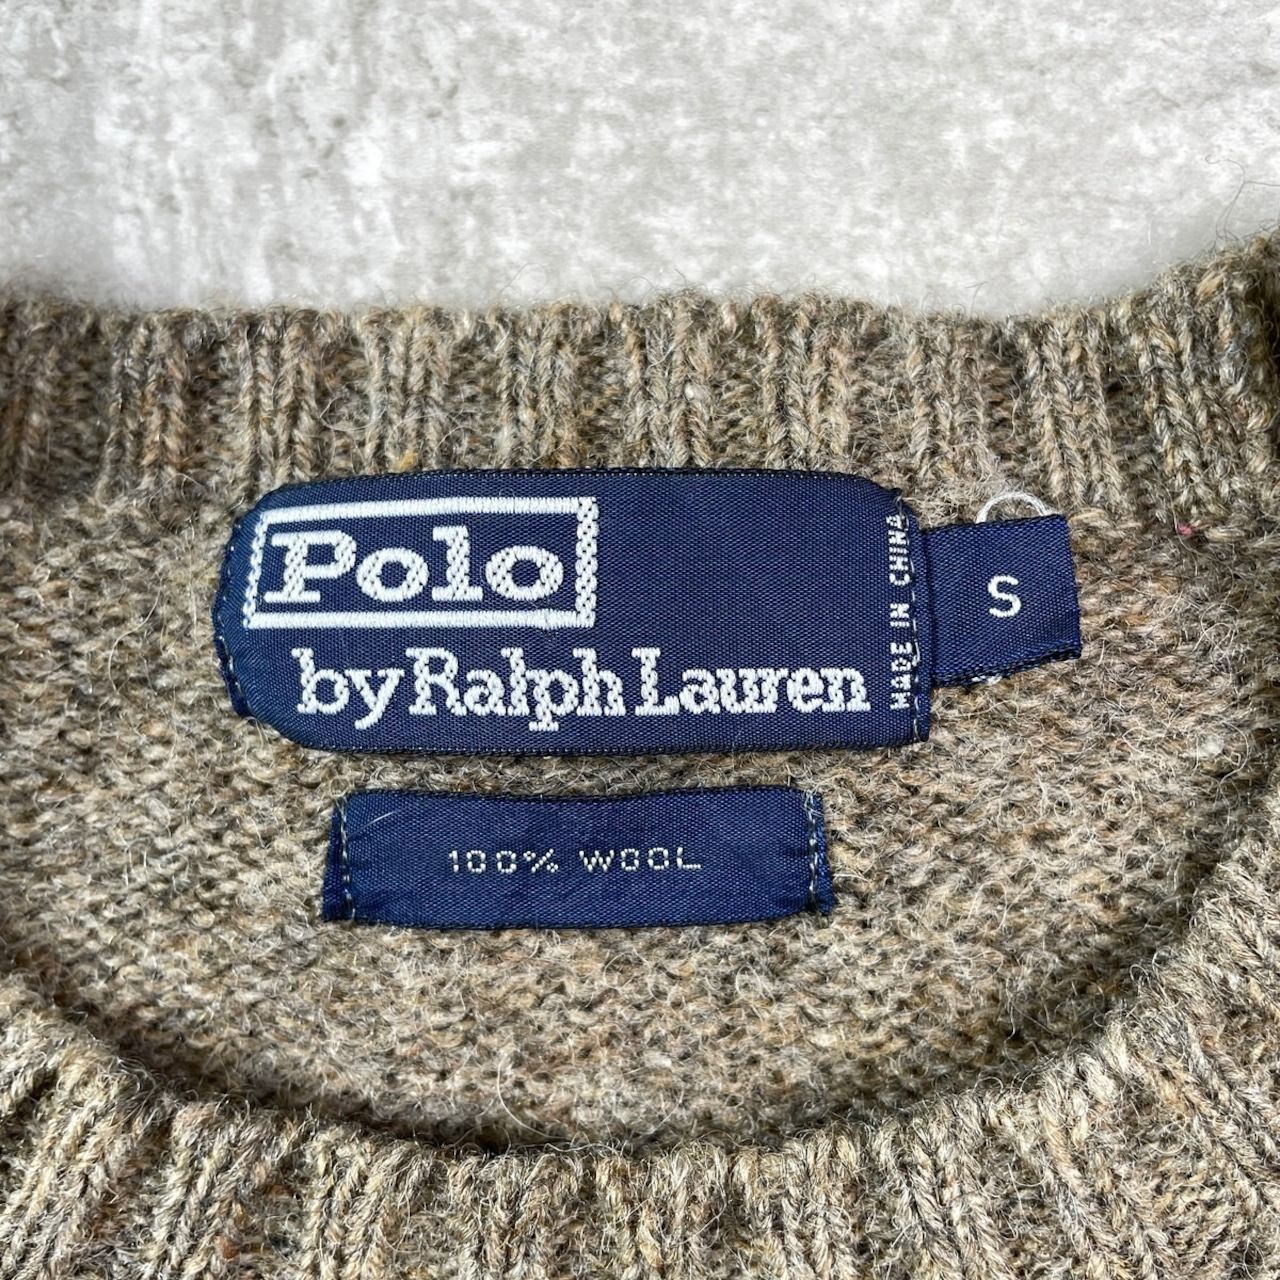 Polo
by Ralph Lauren
MADE IN CHINA
S
100% WOOL